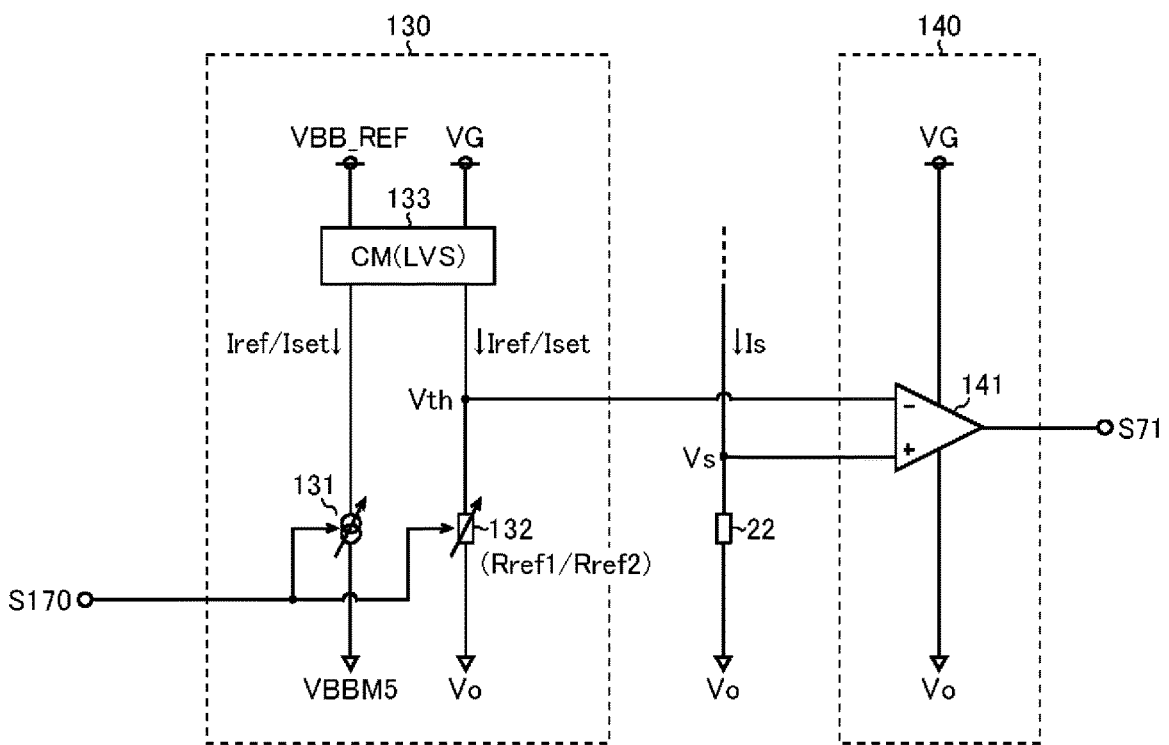 130
140
VBB_REF
VG
VG
133
CM(LVS)
Iref/Iset↓
↓Iref/Iset
↓Is
141
Vth
−
+
S71
Vs
131
132
(Rref1/Rref2)
22
S170
VBBM5
Vo
Vo
Vo